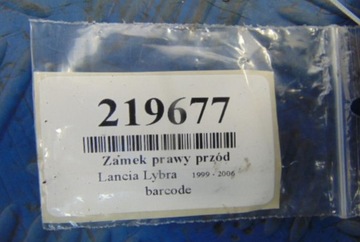 219677
Zamek prawy przód
Lancia Lybra 1999 - 2006
barcode